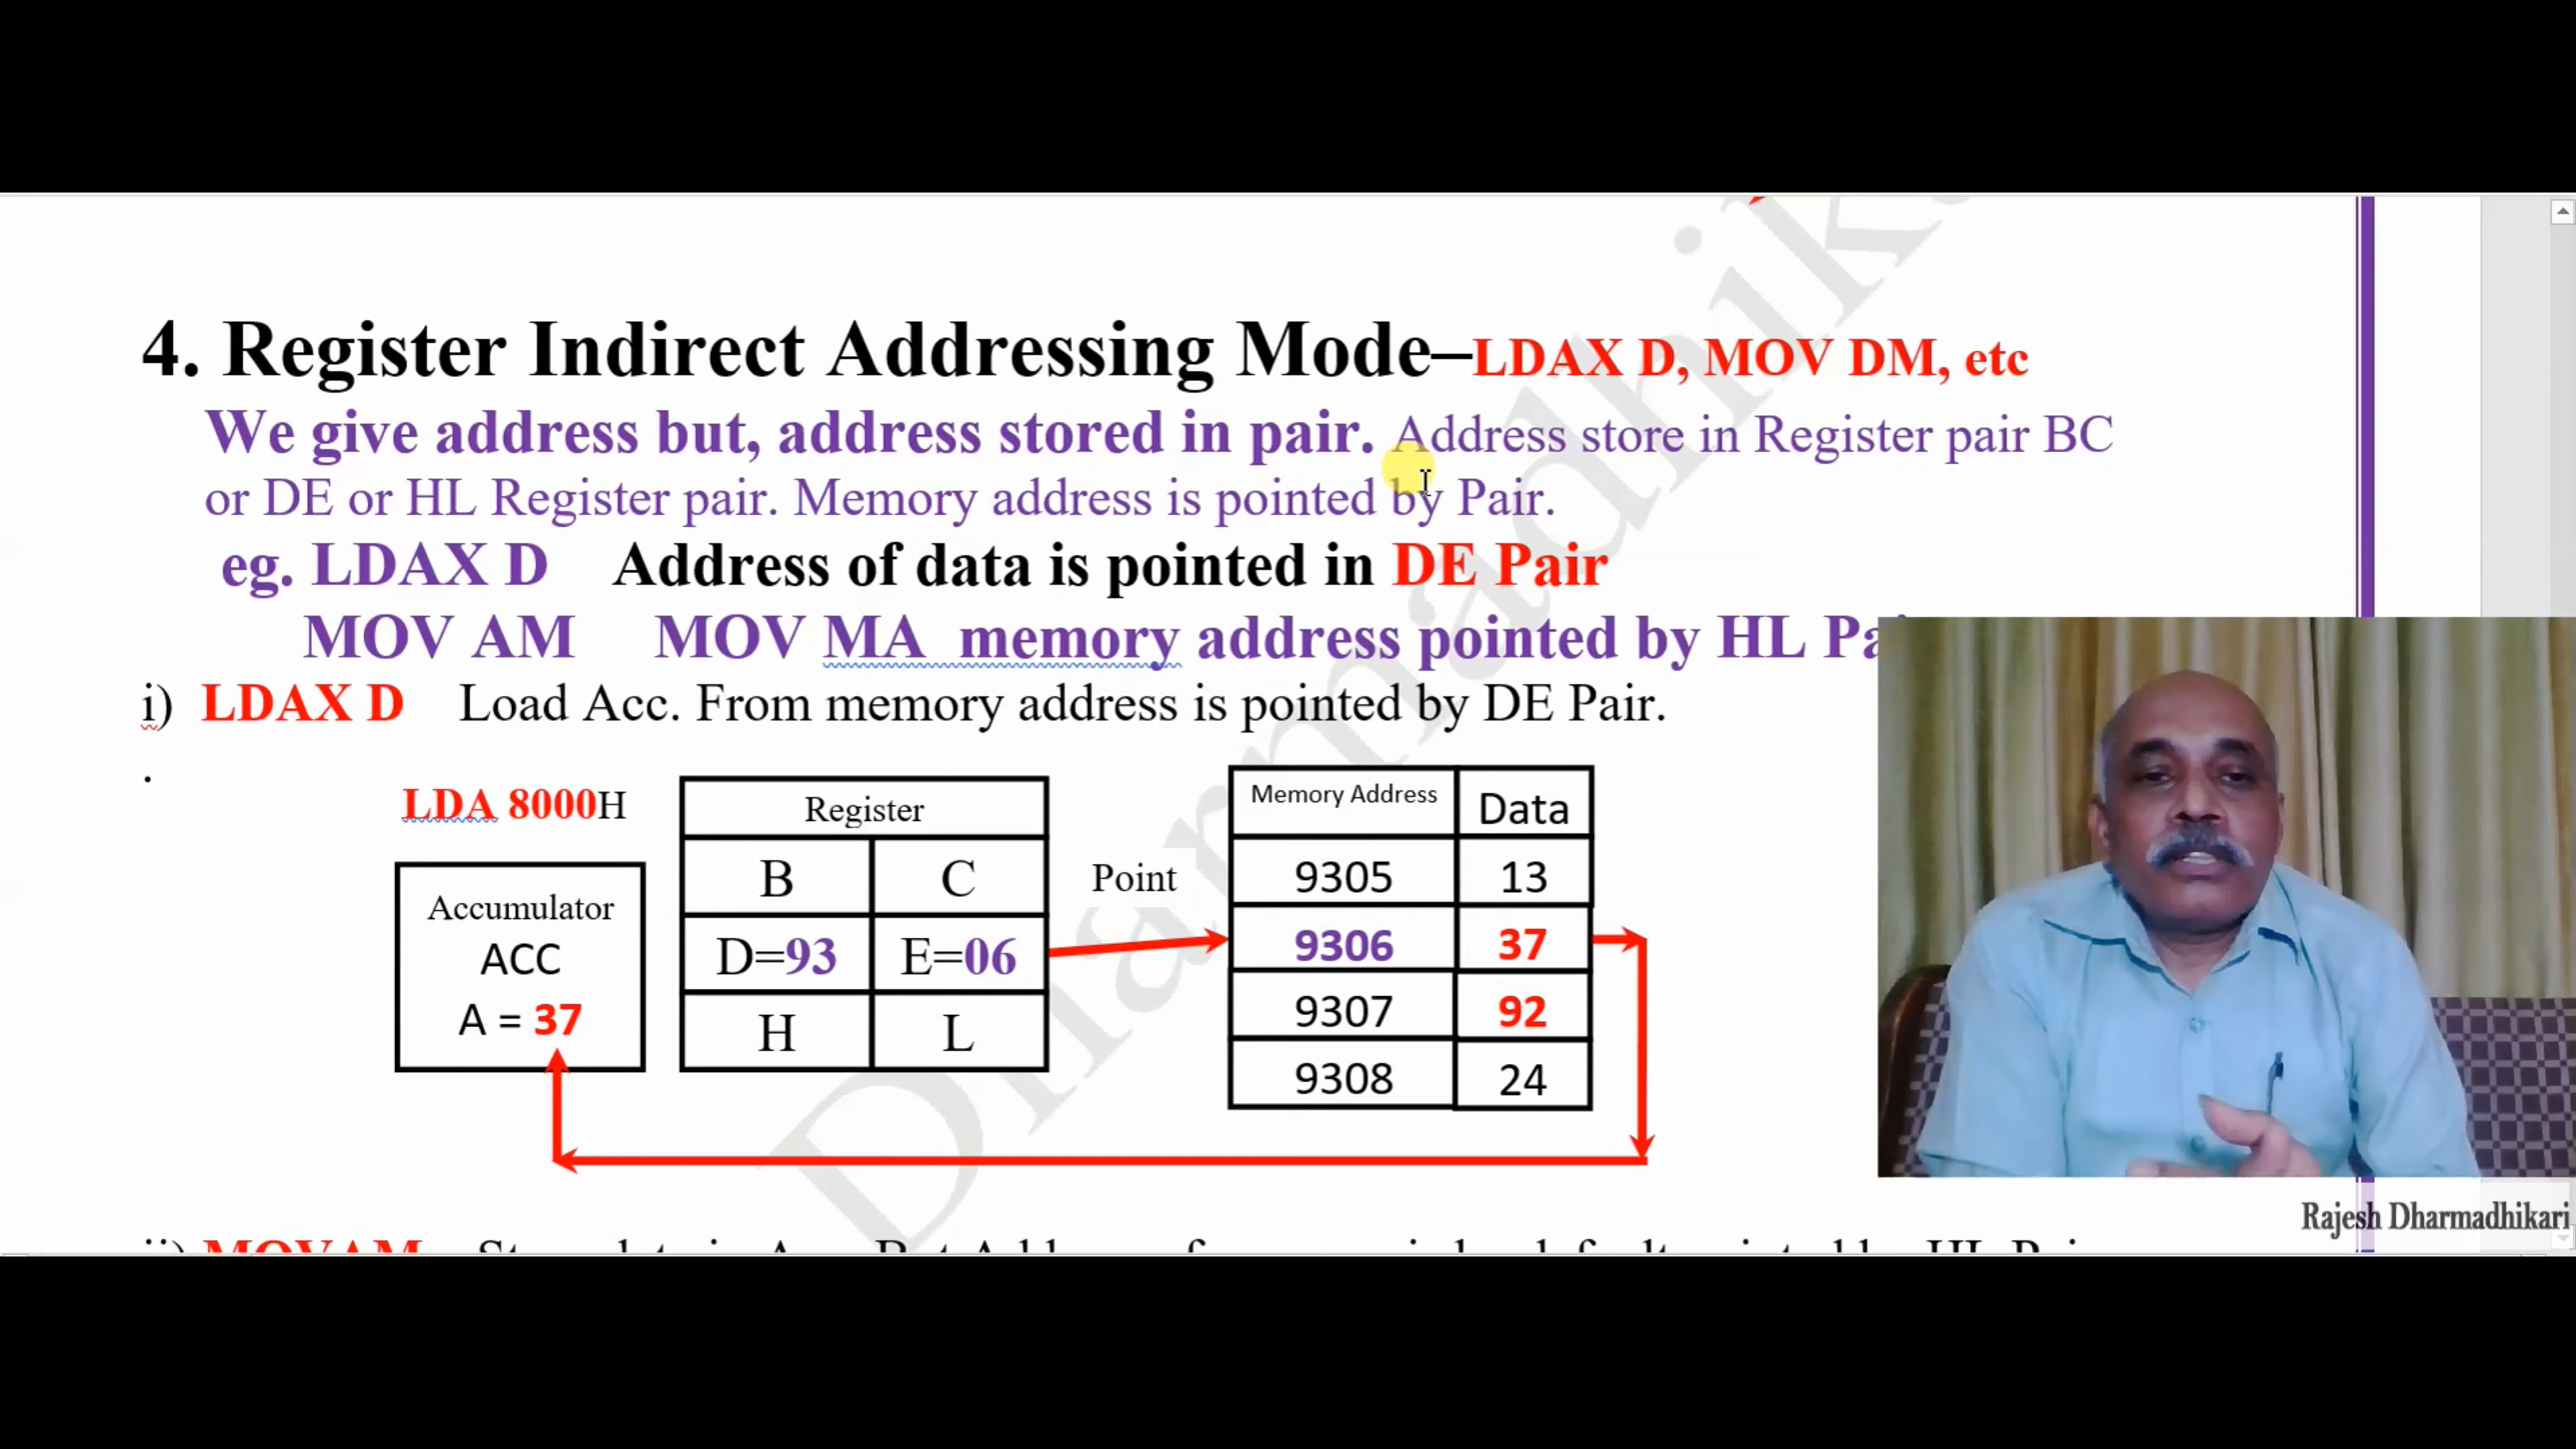 4. Register Indirect Addressing Mode–LDAX D, MOV DM, etc
We give address but, address stored in pair. Address store in Register pair BC
or DE or HL Register pair. Memory address is pointed by Pair.
eg. LDAX D Address of data is pointed in DE Pair
MOV AM MOV MA memory address pointed by HL
i) LDAX D Load Acc. From memory address is pointed by DE Pair.
.
LDA 8000H
Accumulator
ACC
A = 37
Register
B C
D=93 E=06
H L
Point
Memory Address Data
9305 13
9306 37
9307 92
9308 24
Rajesh Dharmadhikari